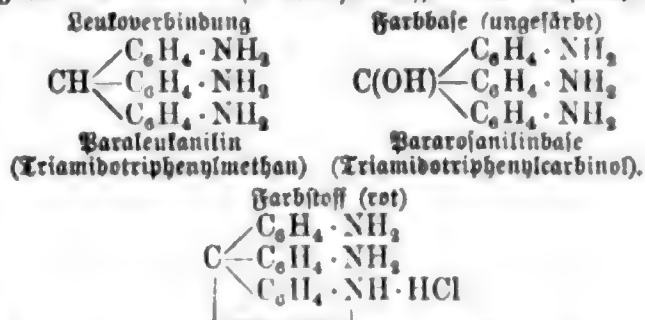 Leukoverbindung Farbbase (ungefärbt)
C₆H₄·NH₂ C₆H₄·NH₂
CH C₆H₄·NH₂ C(OH) C₆H₄·NH₂
C₆H₄·NH₂ C₆H₄·NH₂
Paraleukanilin Pararosanilinbase
(Triamidotriphenylmethan) (Triamidotriphenylcarbinol).
Farbstoff (rot)
C₆H₄·NH₂
C C₆H₄·NH₂
C₆H₄·NH·HCl